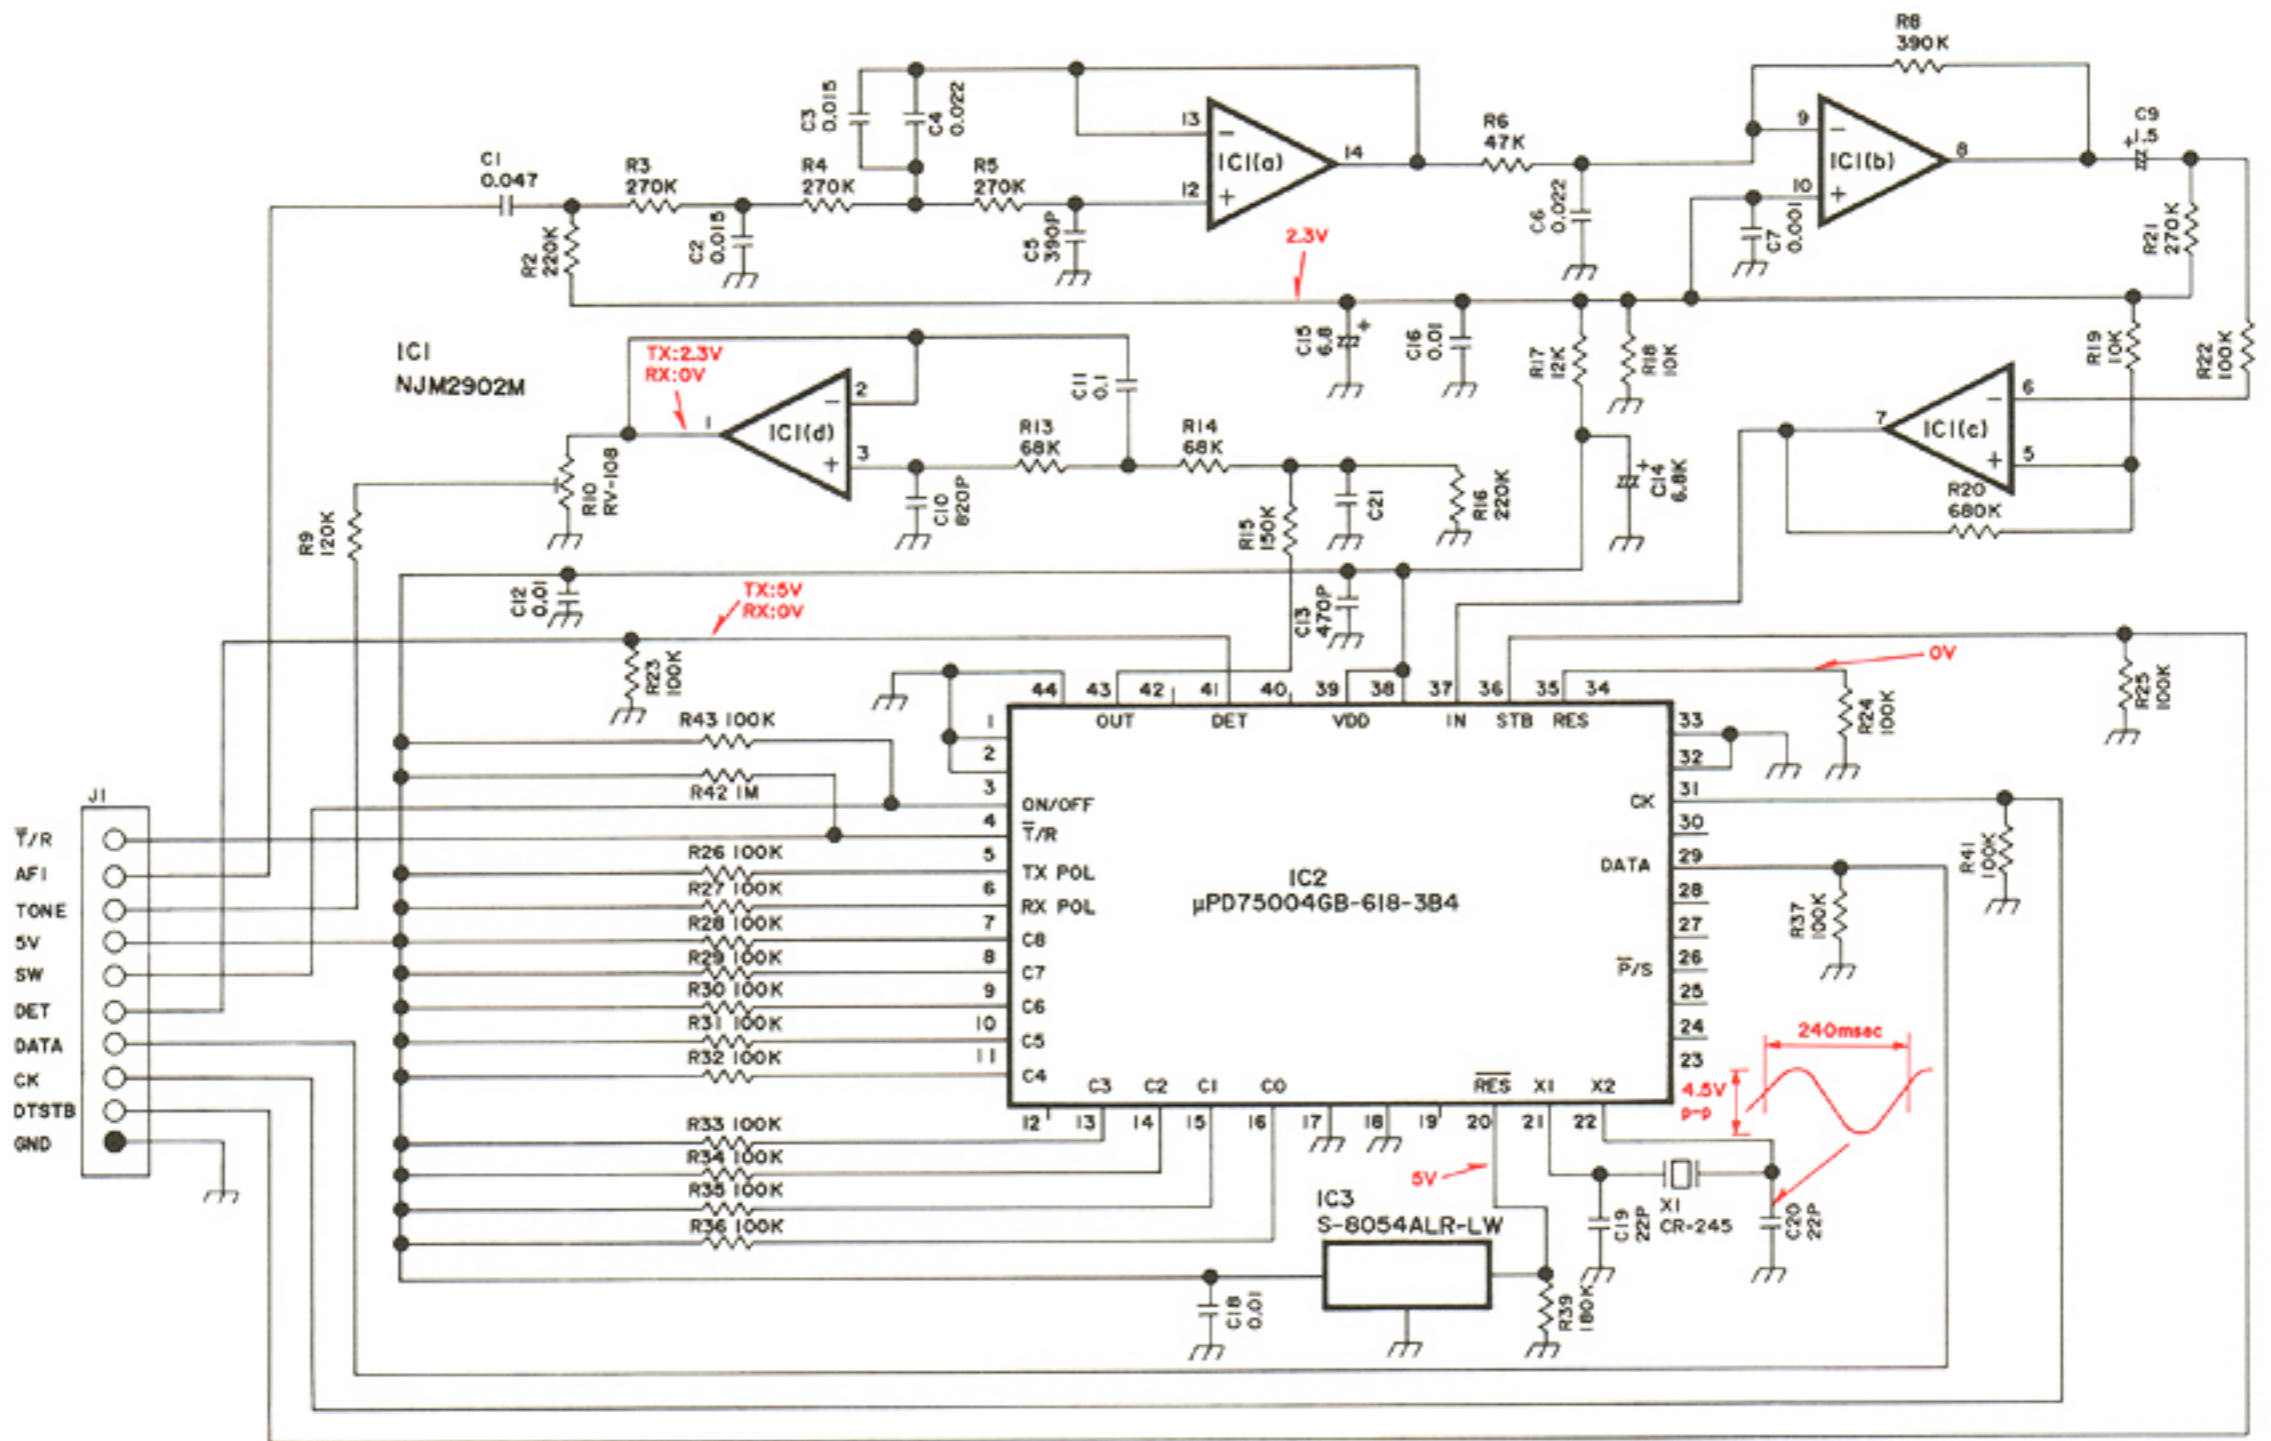 R8
390K
C3
0.015
C4
0.022
C9
1.5
13
14
R6
47K
9
8
IC1(a)
IC1(b)
C1
0.047
R3
270K
R4
270K
R5
270K
12
10
C6
0.022
C7
0.001
R21
270K
R2
220K
C2
0.015
C5
390P
2.3V
IC1
NJM2902M
TX:2.3V
RX:0V
C11
0.1
C15
6.8
C16
0.01
R17
12K
R18
10K
R19
10K
R22
100K
1
2
IC1(d)
3
R13
68K
R14
68K
7
6
IC1(c)
5
R10
RV-108
C10
820P
R15
150K
C21
R16
220K
C14
6.8K
R20
680K
R9
120K
C12
0.01
TX:5V
RX:0V
C13
470P
R23
100K
0V
R25
100K
R24
100K
44
43
42
41
40
39
38
37
36
35
34
OUT
DET
VDD
IN
STB
RES
R43 100K
1
33
2
32
R42 1M
3
ON/OFF
CK
31
4
T̅/R
30
R41
100K
J1
T̅/R
AF1
TONE
5V
SW
DET
DATA
CK
DTSTB
GND
R26 100K
5
TX POL
DATA
29
R27 100K
6
RX POL
28
R28 100K
7
C8
27
R29 100K
8
C7
P̅/S
26
R30 100K
9
C6
25
R31 100K
10
C5
24
R32 100K
11
C4
23
IC2
μPD75004GB-618-3B4
R37
100K
240msec
4.5V
P-P
C3
C2
C1
C0
R̅E̅S̅
X1
X2
12
13
14
15
16
17
18
19
20
21
22
R33 100K
R34 100K
R35 100K
R36 100K
5V
IC3
S-8054ALR-LW
C19
22P
X1
CR-245
C20
22P
C18
0.01
R39
180K